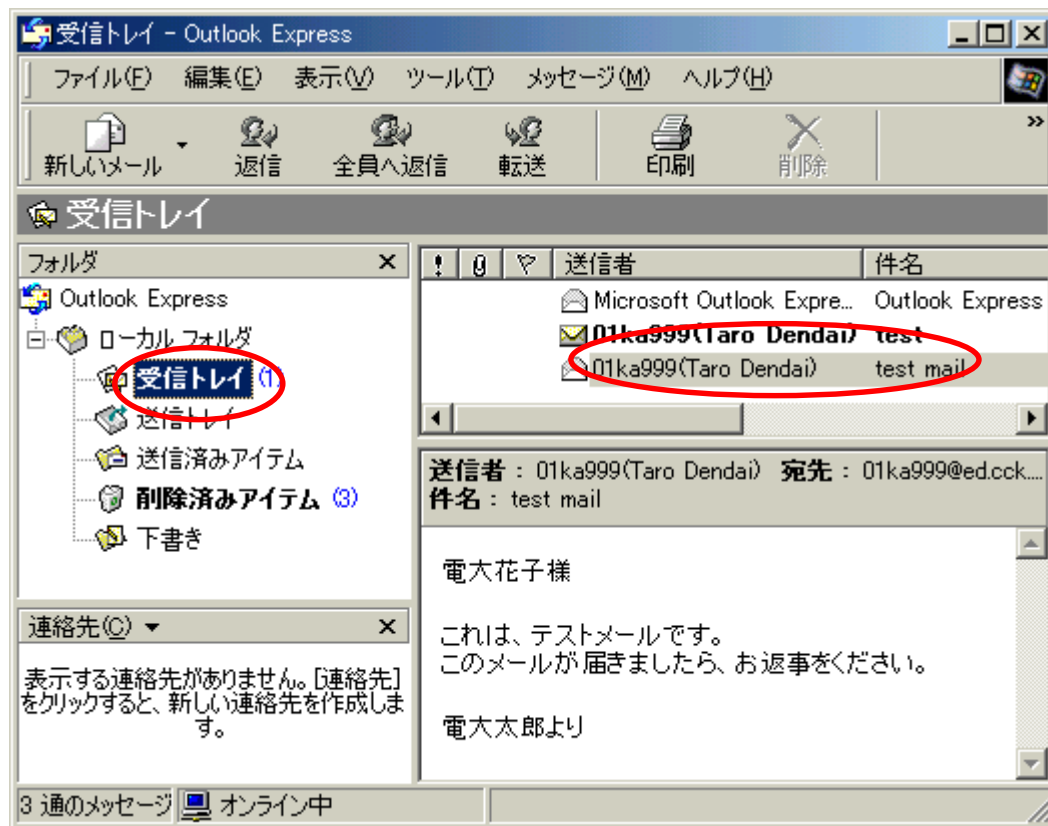 受信トレイ - Outlook Express
ファイル(F) 編集(E) 表示(V) ツール(T) メッセージ(M) ヘルプ(H)
新しいメール 返信 全員へ返信 転送 印刷 削除 »
受信トレイ
フォルダ
Outlook Express
ローカル フォルダ
受信トレイ (1)
送信トレイ
送信済みアイテム
削除済みアイテム (3)
下書き
連絡先(C)
表示する連絡先がありません。[連絡先]
をクリックすると、新しい連絡先を作成しま
す。
! 送信者 件名
Microsoft Outlook Expre... Outlook Express
01ka999(Taro Dendai) test
01ka999(Taro Dendai) test mail
送信者 : 01ka999(Taro Dendai) 宛先 : 01ka999@ed.cck....
件名 : test mail
電大花子様
これは、テストメールです。
このメールが届きましたら、お返事をください。
電大太郎より
3 通のメッセージ オンライン中